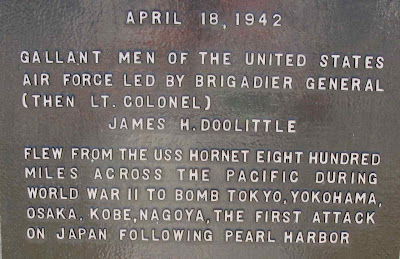 APRIL 18, 1942
GALLANT MEN OF THE UNITED STATES
AIR FORCE LED BY BRIGADIER GENERAL
(THEN LT. COLONEL)
JAMES H. DOOLITTLE
FLEW FROM THE USS HORNET EIGHT HUNDRED
MILES ACROSS THE PACIFIC DURING
WORLD WAR II TO BOMB TOKYO, YOKOHAMA,
OSAKA, KOBE, NAGOYA, THE FIRST ATTACK
ON JAPAN FOLLOWING PEARL HARBOR